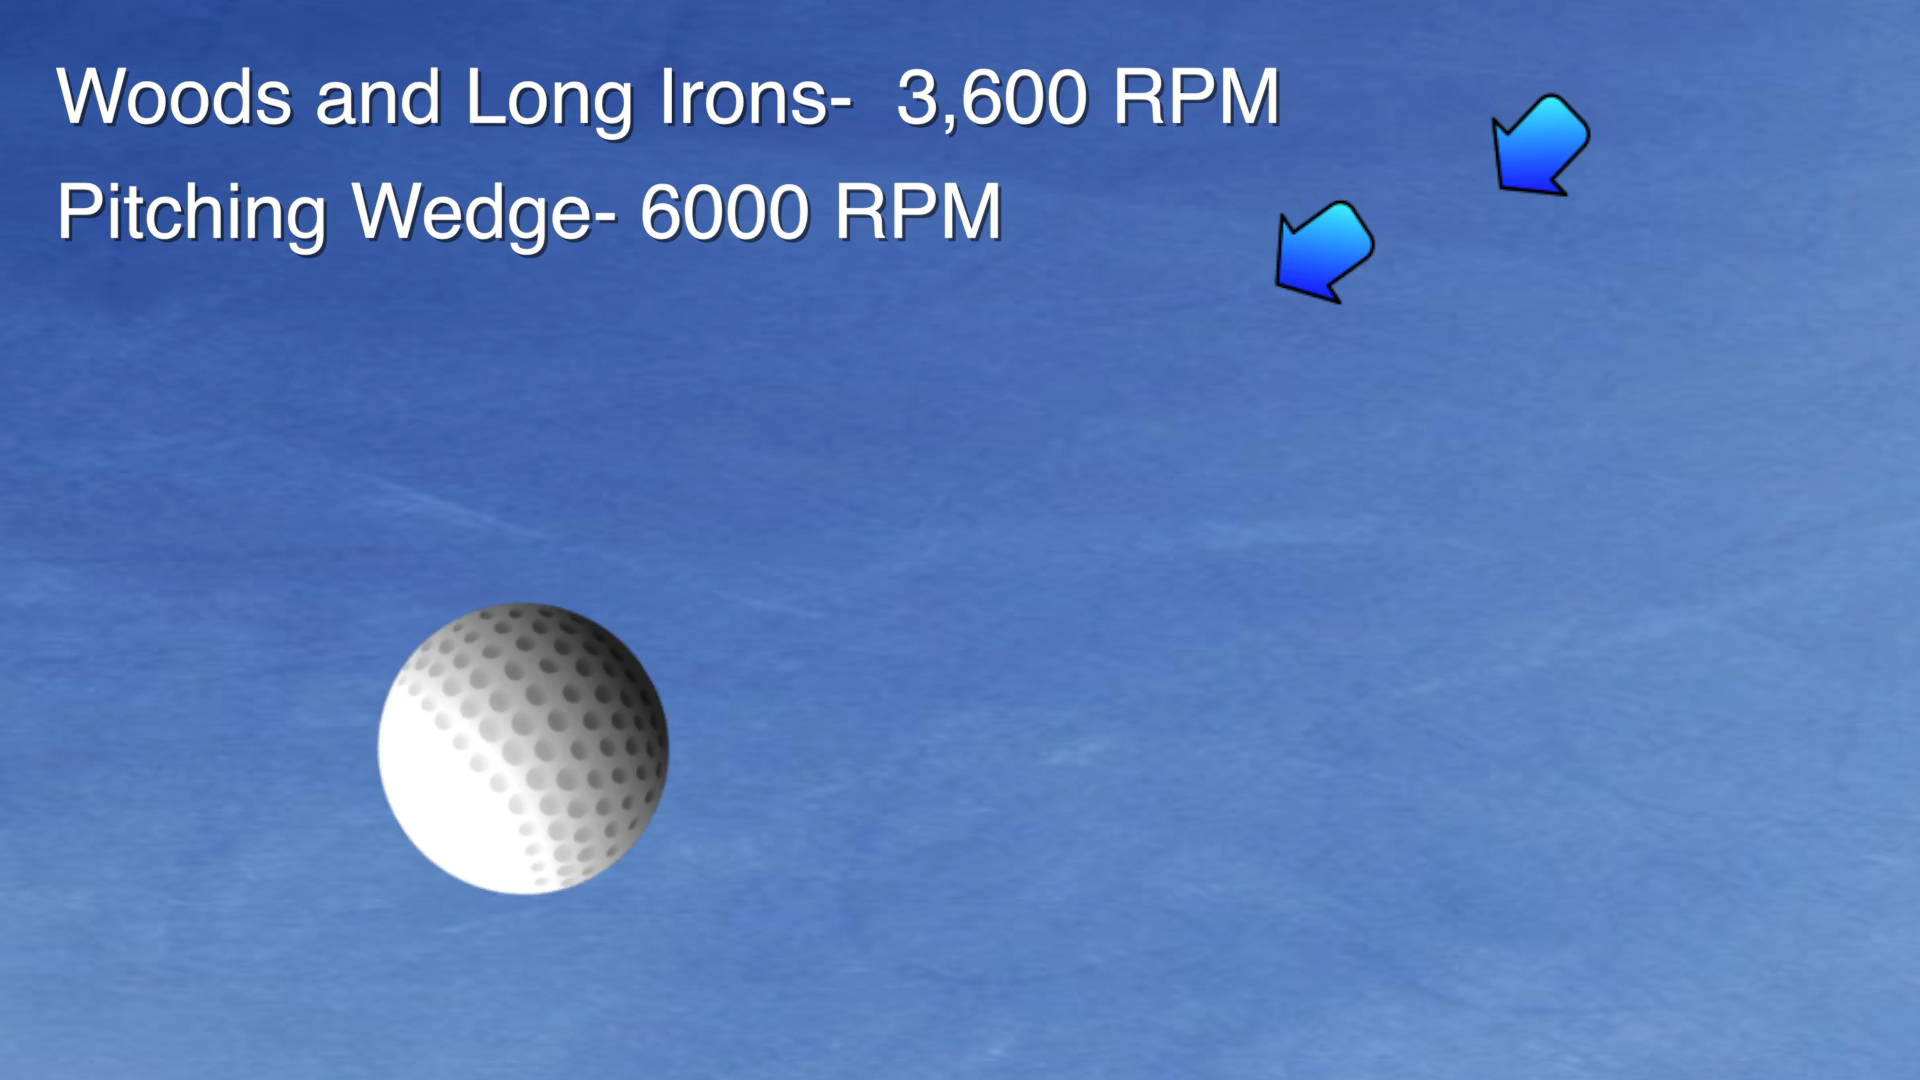 Woods and Long Irons-  3,600 RPM
Pitching Wedge- 6000 RPM